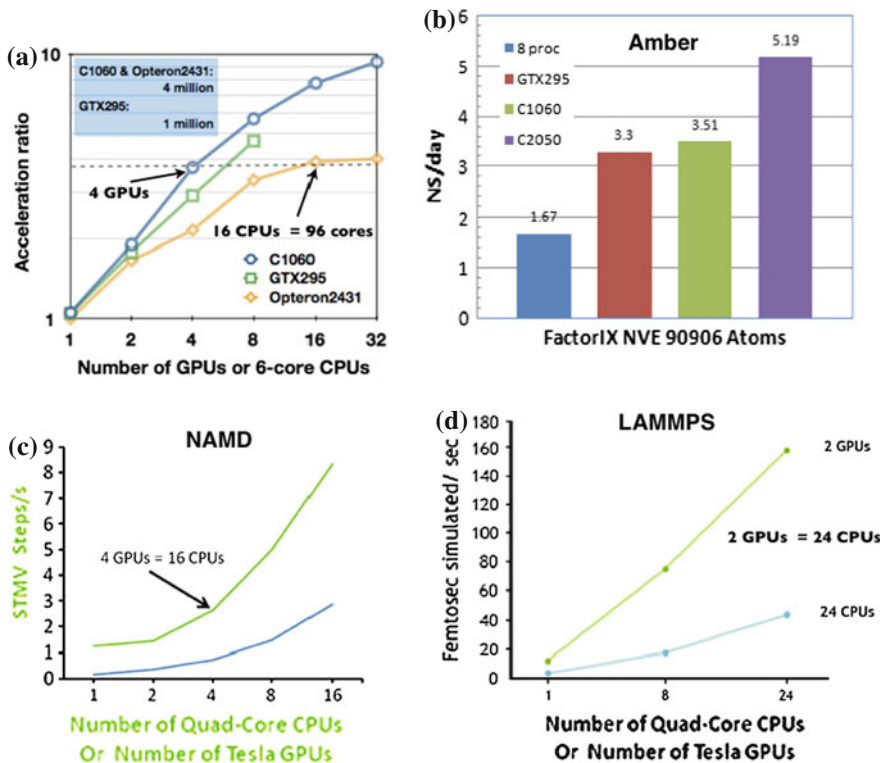 (a)
10
C1060 & Opteron2431:
4 million
GTX295:
1 million
Acceleration ratio
4 GPUs
16 CPUs = 96 cores
C1060
GTX295
Opteron2431
1
1 2 4 8 16 32
Number of GPUs or 6-core CPUs
(b)
Amber
6
5
4
3
2
1
0
NS/day
8 proc
GTX295
C1060
C2050
1.67
3.3
3.51
5.19
FactorIX NVE 90906 Atoms
(c)
NAMD
9
8
7
6
5
4
3
2
1
0
STMV Steps/s
4 GPUs = 16 CPUs
1 2 4 8 16
Number of Quad-Core CPUs
Or Number of Tesla GPUs
(d)
LAMMPS
180
160
140
120
100
80
60
40
20
0
Femtosec simulated/ sec
2 GPUs
2 GPUs = 24 CPUs
24 CPUs
1 8 24
Number of Quad-Core CPUs
Or Number of Tesla GPUs